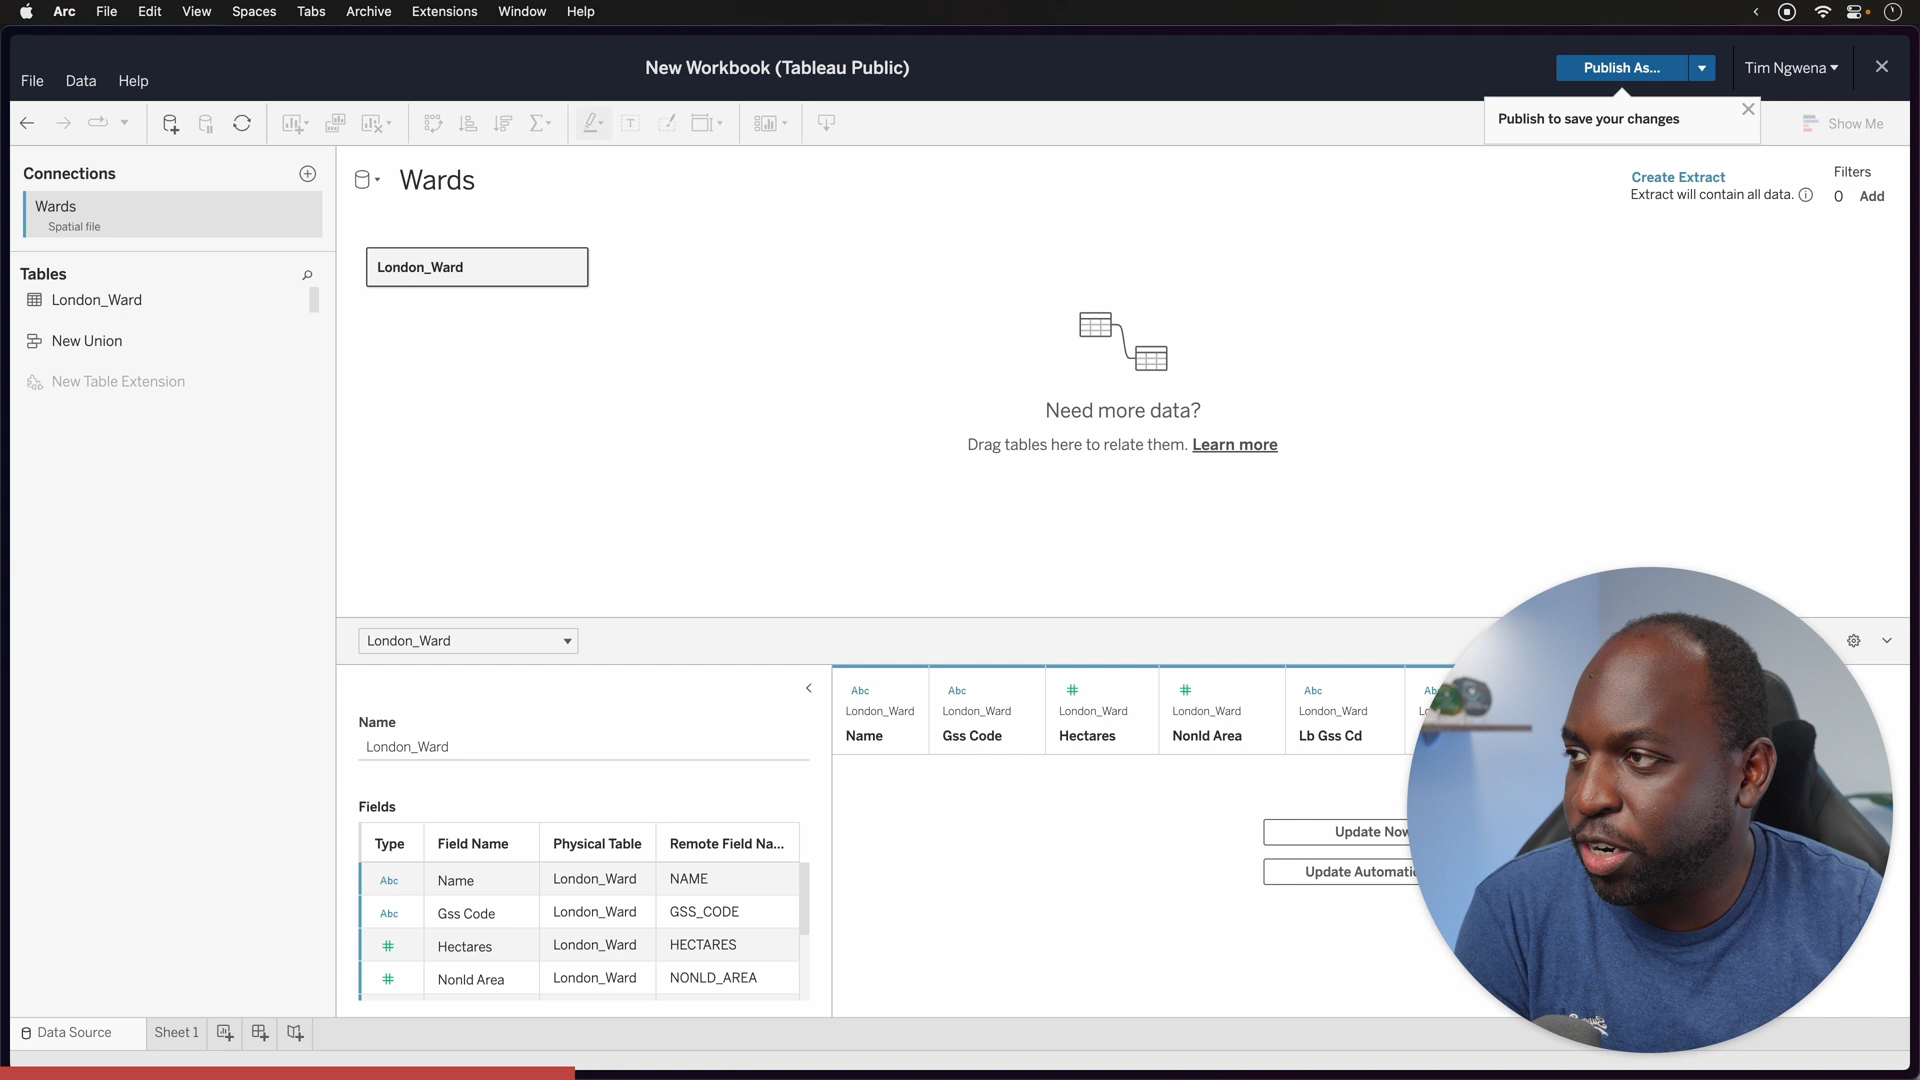 Arc File Edit View Spaces Tabs Archive Extensions Window Help
New Workbook (Tableau Public)
Publish As...
Tim Ngwena
File Data Help
Publish to save your changes
Show Me
Connections
Wards
Spatial file
Wards
Create Extract
Extract will contain all data.
Filters
0 Add
Tables
London_Ward
New Union
New Table Extension
London_Ward
Need more data?
Drag tables here to relate them. Learn more
London_Ward
Name
London_Ward
Fields
Type Field Name Physical Table Remote Field Na...
Abc Name London_Ward NAME
Abc Gss Code London_Ward GSS_CODE
# Hectares London_Ward HECTARES
# Nonld Area London_Ward NONLD_AREA
Abc Abc # # Abc
London_Ward London_Ward London_Ward London_Ward London_Ward
Name Gss Code Hectares Nonld Area Lb Gss Cd
Update Now
Update Automatic
Data Source Sheet 1